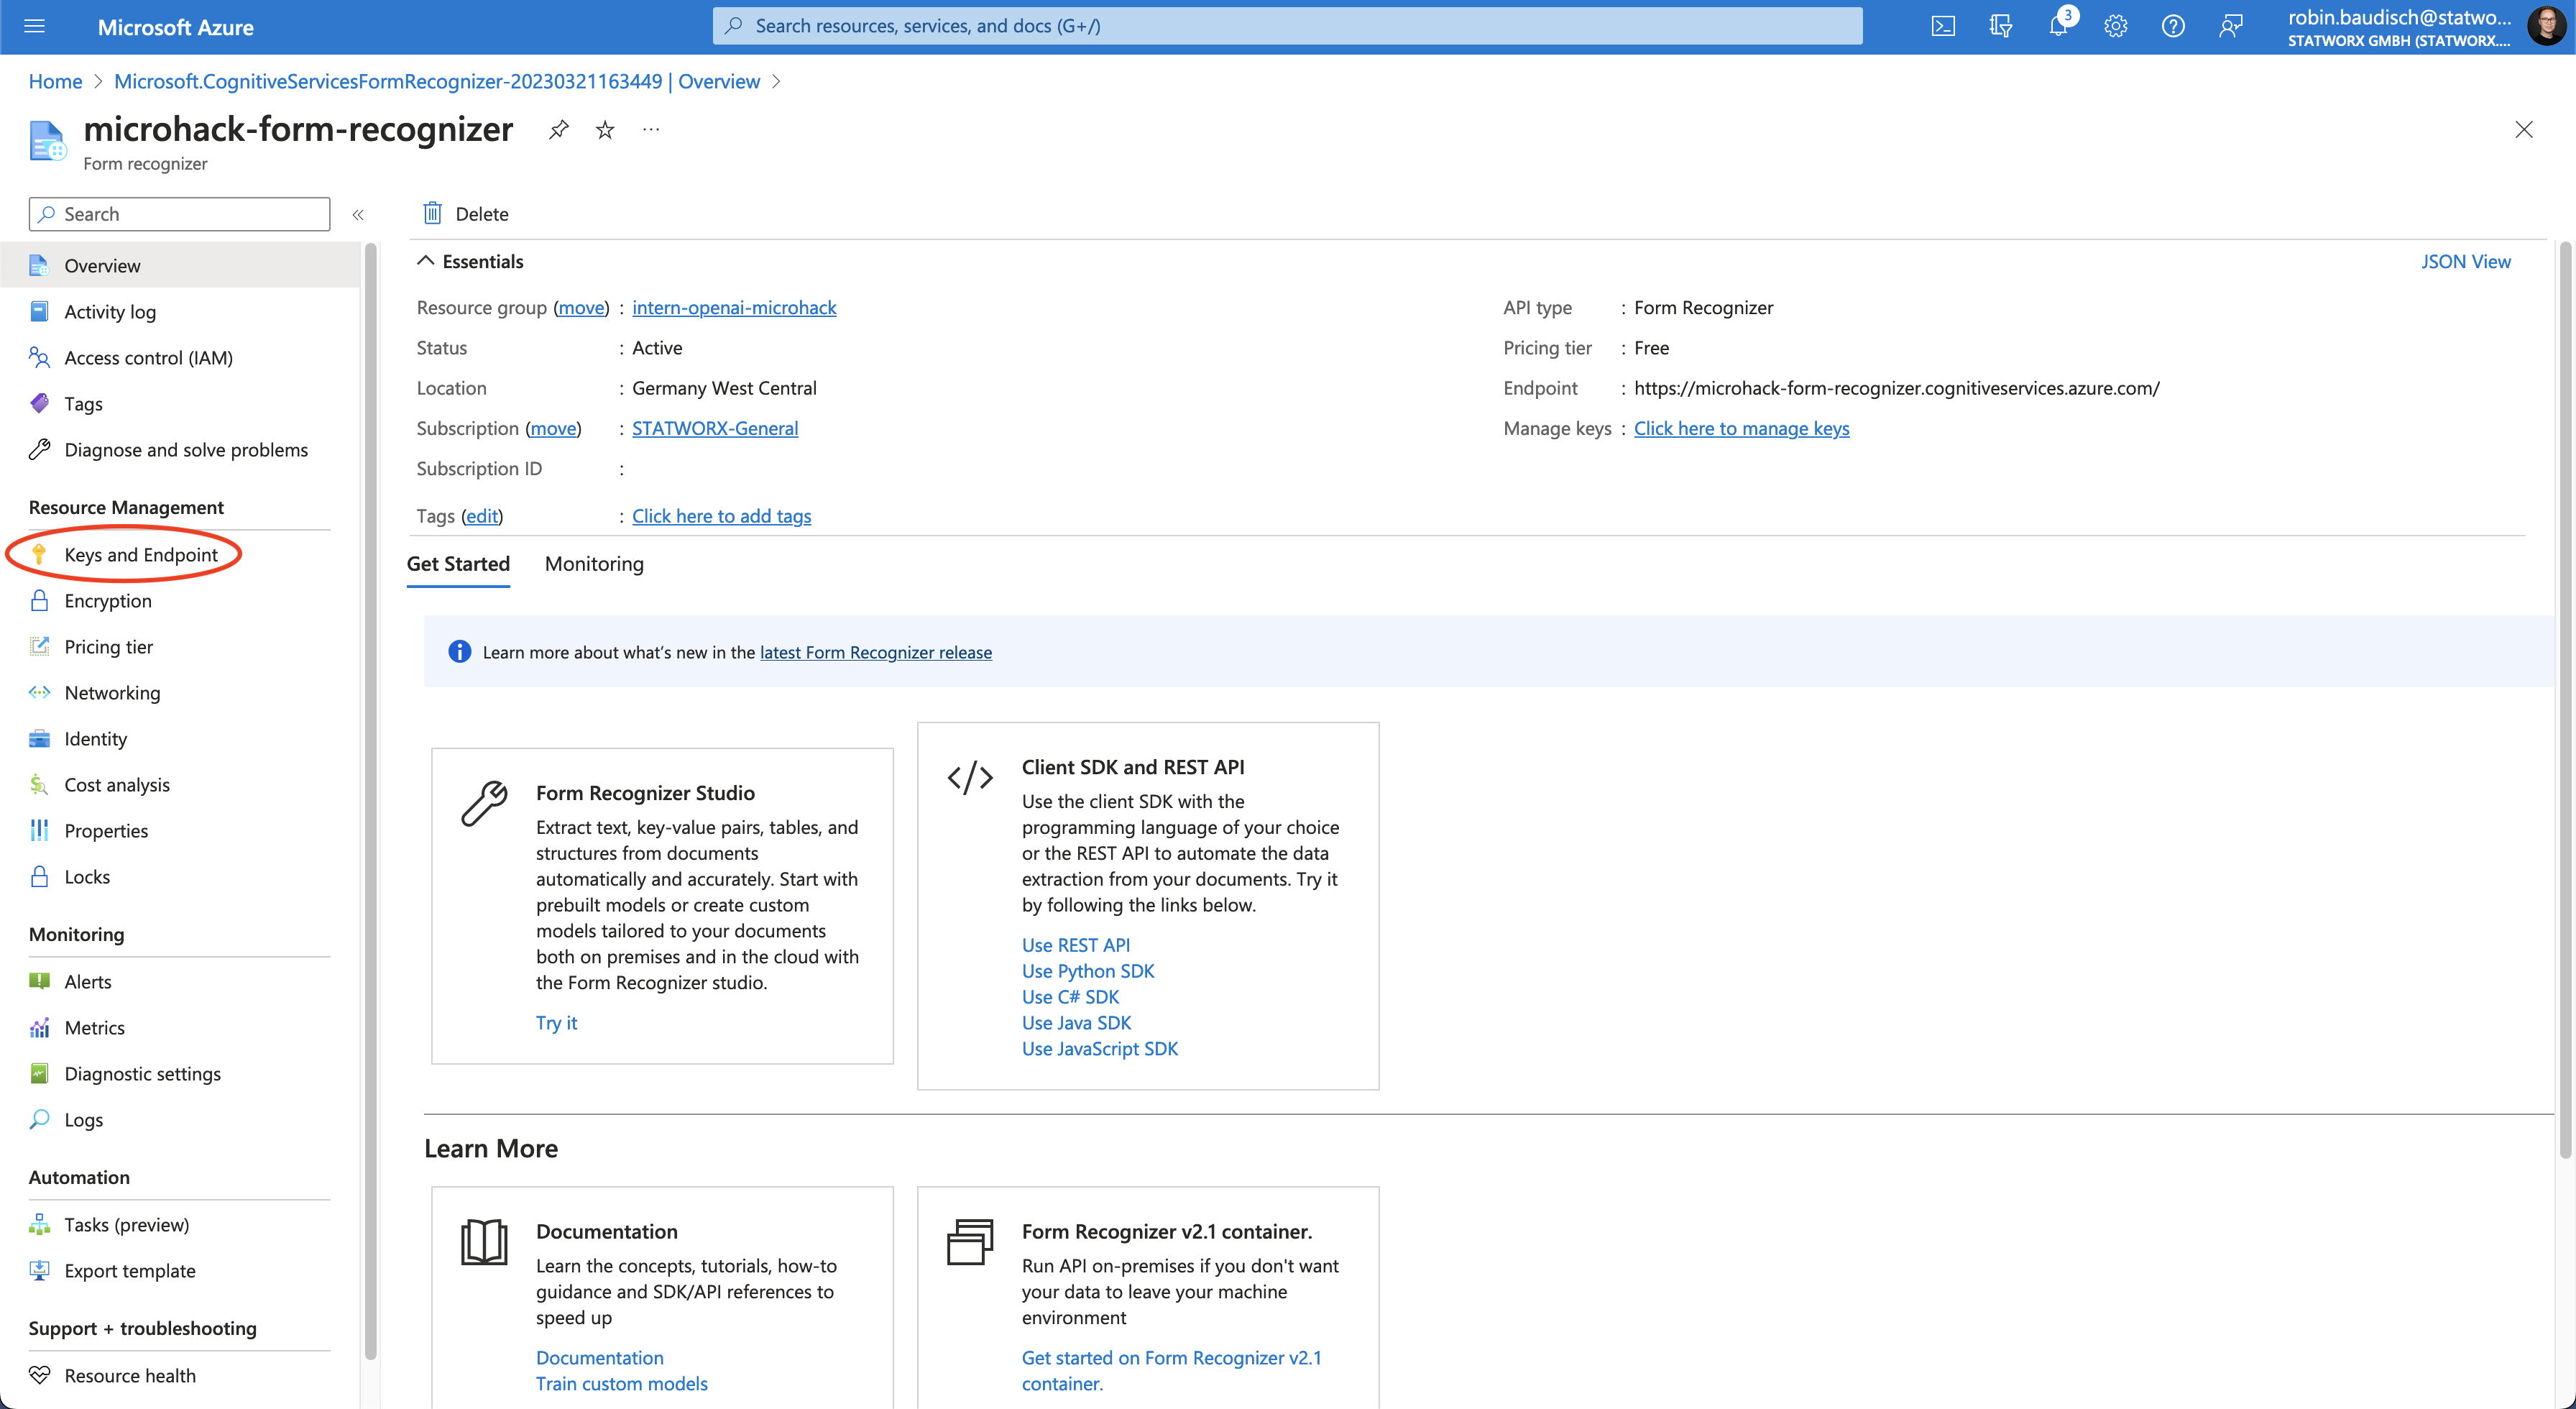 Microsoft Azure
Search resources, services, and docs (G+/)
3
robin.baudisch@statwo...
STATWORX GMBH (STATWORX....
Home > Microsoft.CognitiveServicesFormRecognizer-20230321163449 | Overview >
microhack-form-recognizer
...
Form recognizer
Search
«
Delete
Overview
Activity log
Access control (IAM)
Tags
Diagnose and solve problems
Resource Management
Keys and Endpoint
Encryption
Pricing tier
Networking
Identity
Cost analysis
Properties
Locks
Monitoring
Alerts
Metrics
Diagnostic settings
Logs
Automation
Tasks (preview)
Export template
Support + troubleshooting
Resource health
Essentials
JSON View
Resource group (move) : intern-openai-microhack
Status : Active
Location : Germany West Central
Subscription (move) : STATWORX-General
Subscription ID :
Tags (edit) : Click here to add tags
API type : Form Recognizer
Pricing tier : Free
Endpoint : https://microhack-form-recognizer.cognitiveservices.azure.com/
Manage keys : Click here to manage keys
Get Started
Monitoring
Learn more about what's new in the latest Form Recognizer release
Form Recognizer Studio
Extract text, key-value pairs, tables, and
structures from documents
automatically and accurately. Start with
prebuilt models or create custom
models tailored to your documents
both on premises and in the cloud with
the Form Recognizer studio.
Try it
Client SDK and REST API
Use the client SDK with the
programming language of your choice
or the REST API to automate the data
extraction from your documents. Try it
by following the links below.
Use REST API
Use Python SDK
Use C# SDK
Use Java SDK
Use JavaScript SDK
Learn More
Documentation
Learn the concepts, tutorials, how-to
guidance and SDK/API references to
speed up
Documentation
Train custom models
Form Recognizer v2.1 container.
Run API on-premises if you don't want
your data to leave your machine
environment
Get started on Form Recognizer v2.1
container.